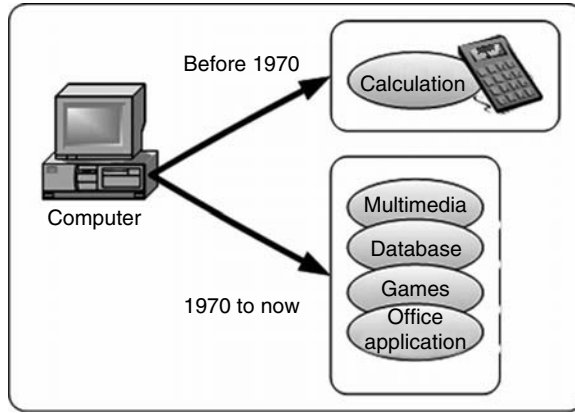 Before 1970
Calculation
Computer
Multimedia
Database
Games
Office
application
1970 to now